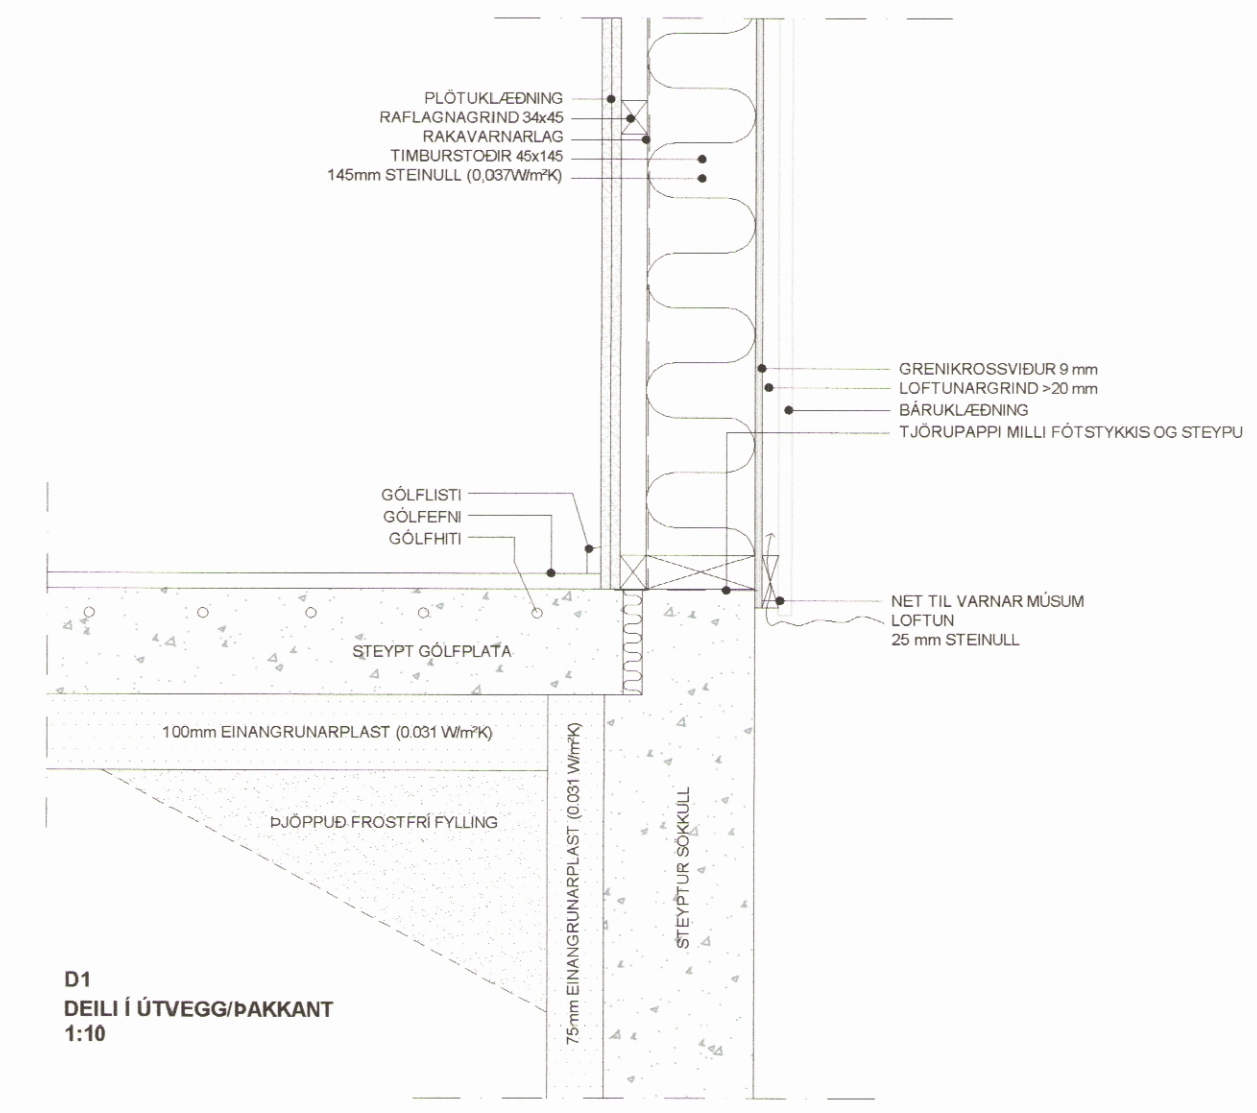 PLÖTUKLÆÐNING
RAFLAGNAGRIND 34x45
RAKAVARNARLAG
TIMBURSTOÐIR 45x145
145mm STEINULL (0,037W/m²K)
GRENIKROSSVIÐUR 9 mm
LOFTUNARGRIND >20 mm
BÁRUKLÆÐNING
TJÖRUPAPPI MILLI FÓTSTYKKIS OG STEYPU
GÓLFLISTI
GÓLFEFNI
GÓLFHITI
NET TIL VARNAR MÚSUM
LOFTUN
25 mm STEINULL
STEYPT GÓLFPLATA
100mm EINANGRUNARPLAST (0.031 W/m²K)
75mm EINANGRUNARPLAST (0.031 W/m²K)
STEYPTUR SÖKKULL
ÞJÖPPUÐ FROSTFRÍ FYLLING
D1
DEILI Í ÚTVEGG/ÞAKKANT
1:10